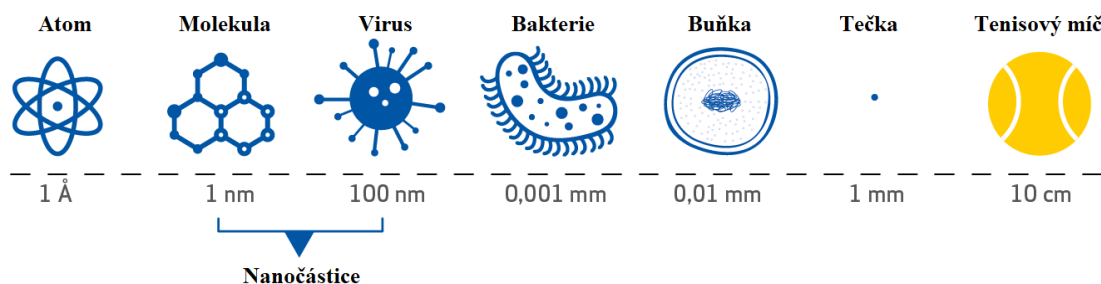 Atom Molekula Virus Bakterie Buňka Tečka Tenisový míč
1 Å 1 nm 100 nm 0,001 mm 0,01 mm 1 mm 10 cm
Nanočástice